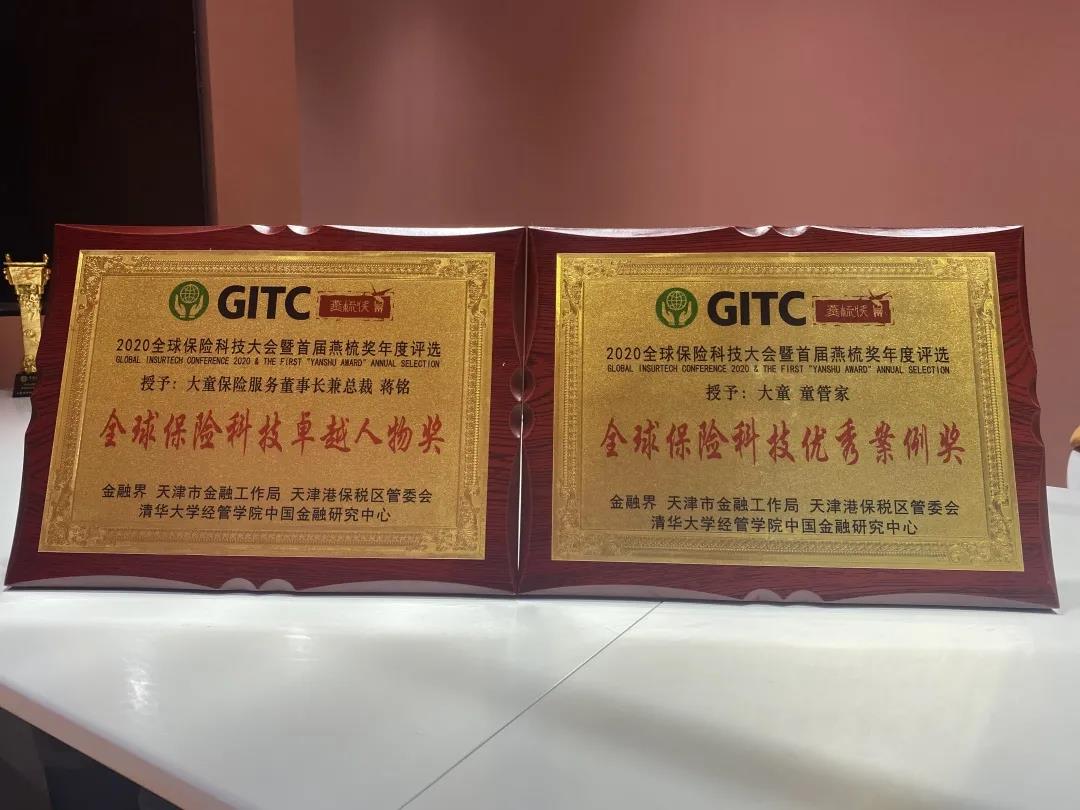 GITC 燕梳侠
2020全球保险科技大会暨首届燕梳奖年度评选
GLOBAL INSURTECH CONFERENCE 2020 & THE FIRST "YANSHU AWARD" ANNUAL SELECTION
授予：大童保险服务董事长兼总裁 蒋铭
全球保险科技卓越人物奖
金融界 天津市金融工作局 天津港保税区管委会
清华大学经管学院中国金融研究中心
GITC 燕梳侠
2020全球保险科技大会暨首届燕梳奖年度评选
GLOBAL INSURTECH CONFERENCE 2020 & THE FIRST "YANSHU AWARD" ANNUAL SELECTION
授予：大童 童管家
全球保险科技优秀案例奖
金融界 天津市金融工作局 天津港保税区管委会
清华大学经管学院中国金融研究中心